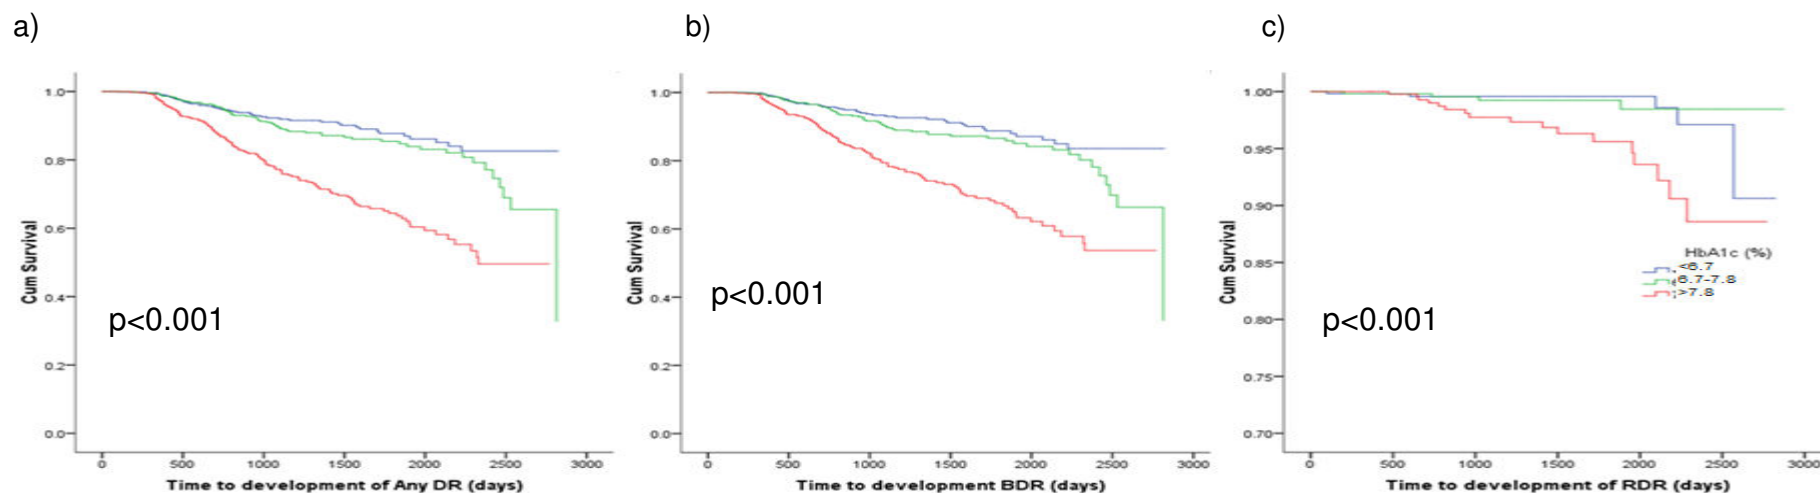 a)
1.0
0.8
0.6
0.4
0.2
0.0
Cum Survival
p<0.001
0 500 1000 1500 2000 2500 3000
Time to development of Any DR (days)
b)
1.0
0.8
0.6
0.4
0.2
0.0
Cum Survival
p<0.001
0 500 1000 1500 2000 2500 3000
Time to development BDR (days)
c)
1.00
0.95
0.90
0.85
0.80
0.75
0.70
Cum Survival
HbA1c (%)
<6.7
6.7-7.8
>7.8
p<0.001
0 500 1000 1500 2000 2500 3000
Time to development of RDR (days)